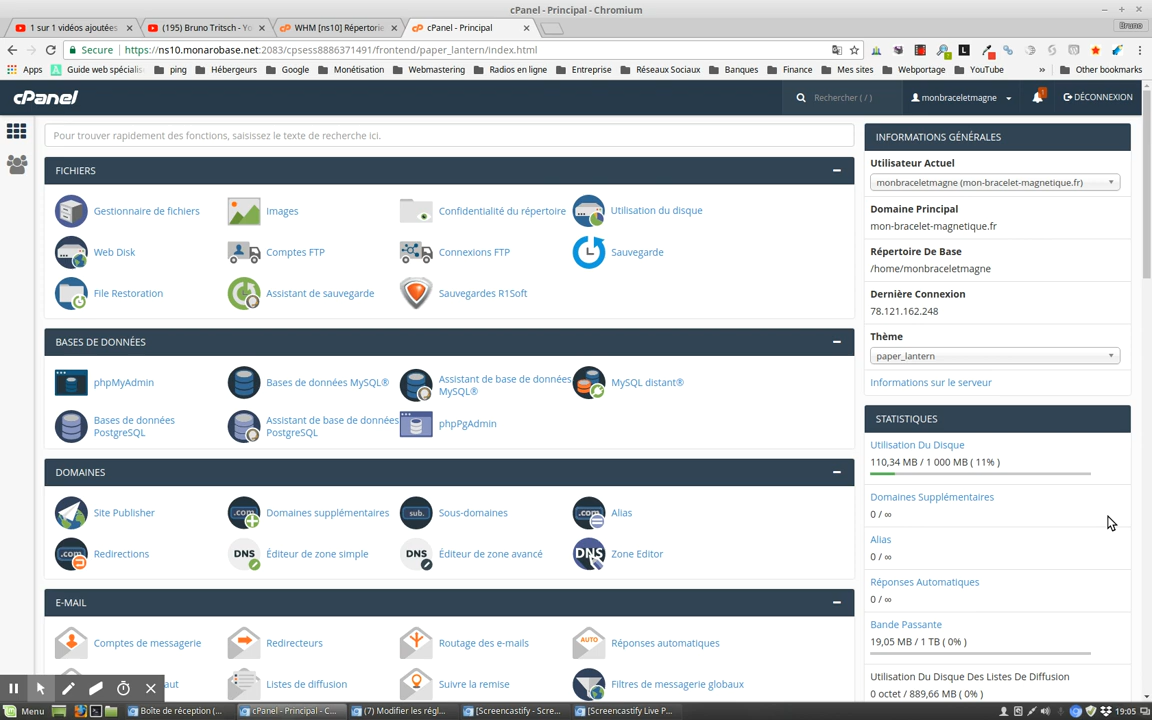 cPanel - Principal - Chromium
1 sur 1 vidéos ajoutées
(195) Bruno Tritsch - Yo
WHM [ns10] Répertorie
cPanel - Principal
Bruno
Secure
https://ns10.monarobase.net:2083/cpsess8886371491/frontend/paper_lantern/index.html
Apps
Guide web spécialis
ping
Hébergeurs
Google
Monétisation
Webmastering
Radios en ligne
Entreprise
Réseaux Sociaux
Banques
Finance
Mes sites
Webportage
YouTube
»
Other bookmarks
cPanel
Rechercher ( / )
monbraceletmagne
1
DÉCONNEXION
Pour trouver rapidement des fonctions, saisissez le texte de recherche ici.
FICHIERS
Gestionnaire de fichiers
Images
Confidentialité du répertoire
Utilisation du disque
Web Disk
Comptes FTP
Connexions FTP
Sauvegarde
File Restoration
Assistant de sauvegarde
Sauvegardes R1Soft
BASES DE DONNÉES
phpMyAdmin
Bases de données MySQL®
Assistant de base de données
MySQL®
MySQL distant®
Bases de données
PostgreSQL
Assistant de base de données
PostgreSQL
phpPgAdmin
DOMAINES
Site Publisher
.com
Domaines supplémentaires
sub.
Sous-domaines
.com
Alias
.com
Redirections
DNS
Éditeur de zone simple
DNS
Éditeur de zone avancé
DNS
Zone Editor
E-MAIL
Comptes de messagerie
Redirecteurs
Routage des e-mails
AUTO
Réponses automatiques
aut
Listes de diffusion
Suivre la remise
Filtres de messagerie globaux
INFORMATIONS GÉNÉRALES
Utilisateur Actuel
monbraceletmagne (mon-bracelet-magnetique.fr)
Domaine Principal
mon-bracelet-magnetique.fr
Répertoire De Base
/home/monbraceletmagne
Dernière Connexion
78.121.162.248
Thème
paper_lantern
Informations sur le serveur
STATISTIQUES
Utilisation Du Disque
110,34 MB / 1 000 MB ( 11% )
Domaines Supplémentaires
0 / ∞
Alias
0 / ∞
Réponses Automatiques
0 / ∞
Bande Passante
19,05 MB / 1 TB ( 0% )
Utilisation Du Disque Des Listes De Diffusion
0 octet / 889,66 MB ( 0% )
Menu
Boîte de réception (...
cPanel - Principal - C...
(7) Modifier les régl...
[Screencastify - Scre...
[Screencastify Live P...
19:05